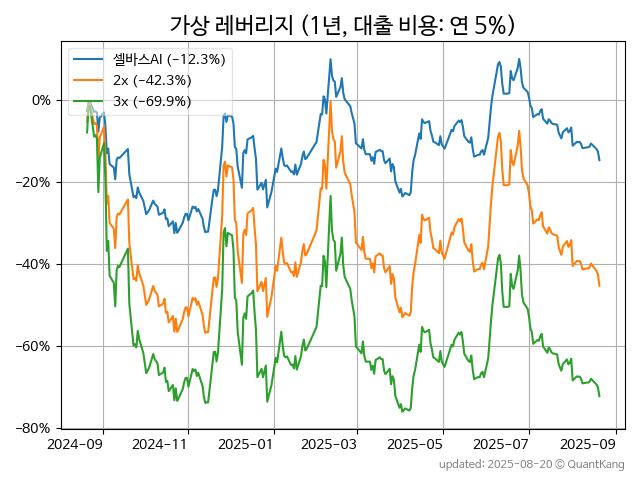 가상 레버리지 (1년, 대출 비용: 연 5%)
셀바스AI (−12.3%)
2x (−42.3%)
3x (−69.9%)
0%
−20%
−40%
−60%
−80%
2024-09 2024-11 2025-01 2025-03 2025-05 2025-07 2025-09
updated: 2025-08-20 © QuantKang